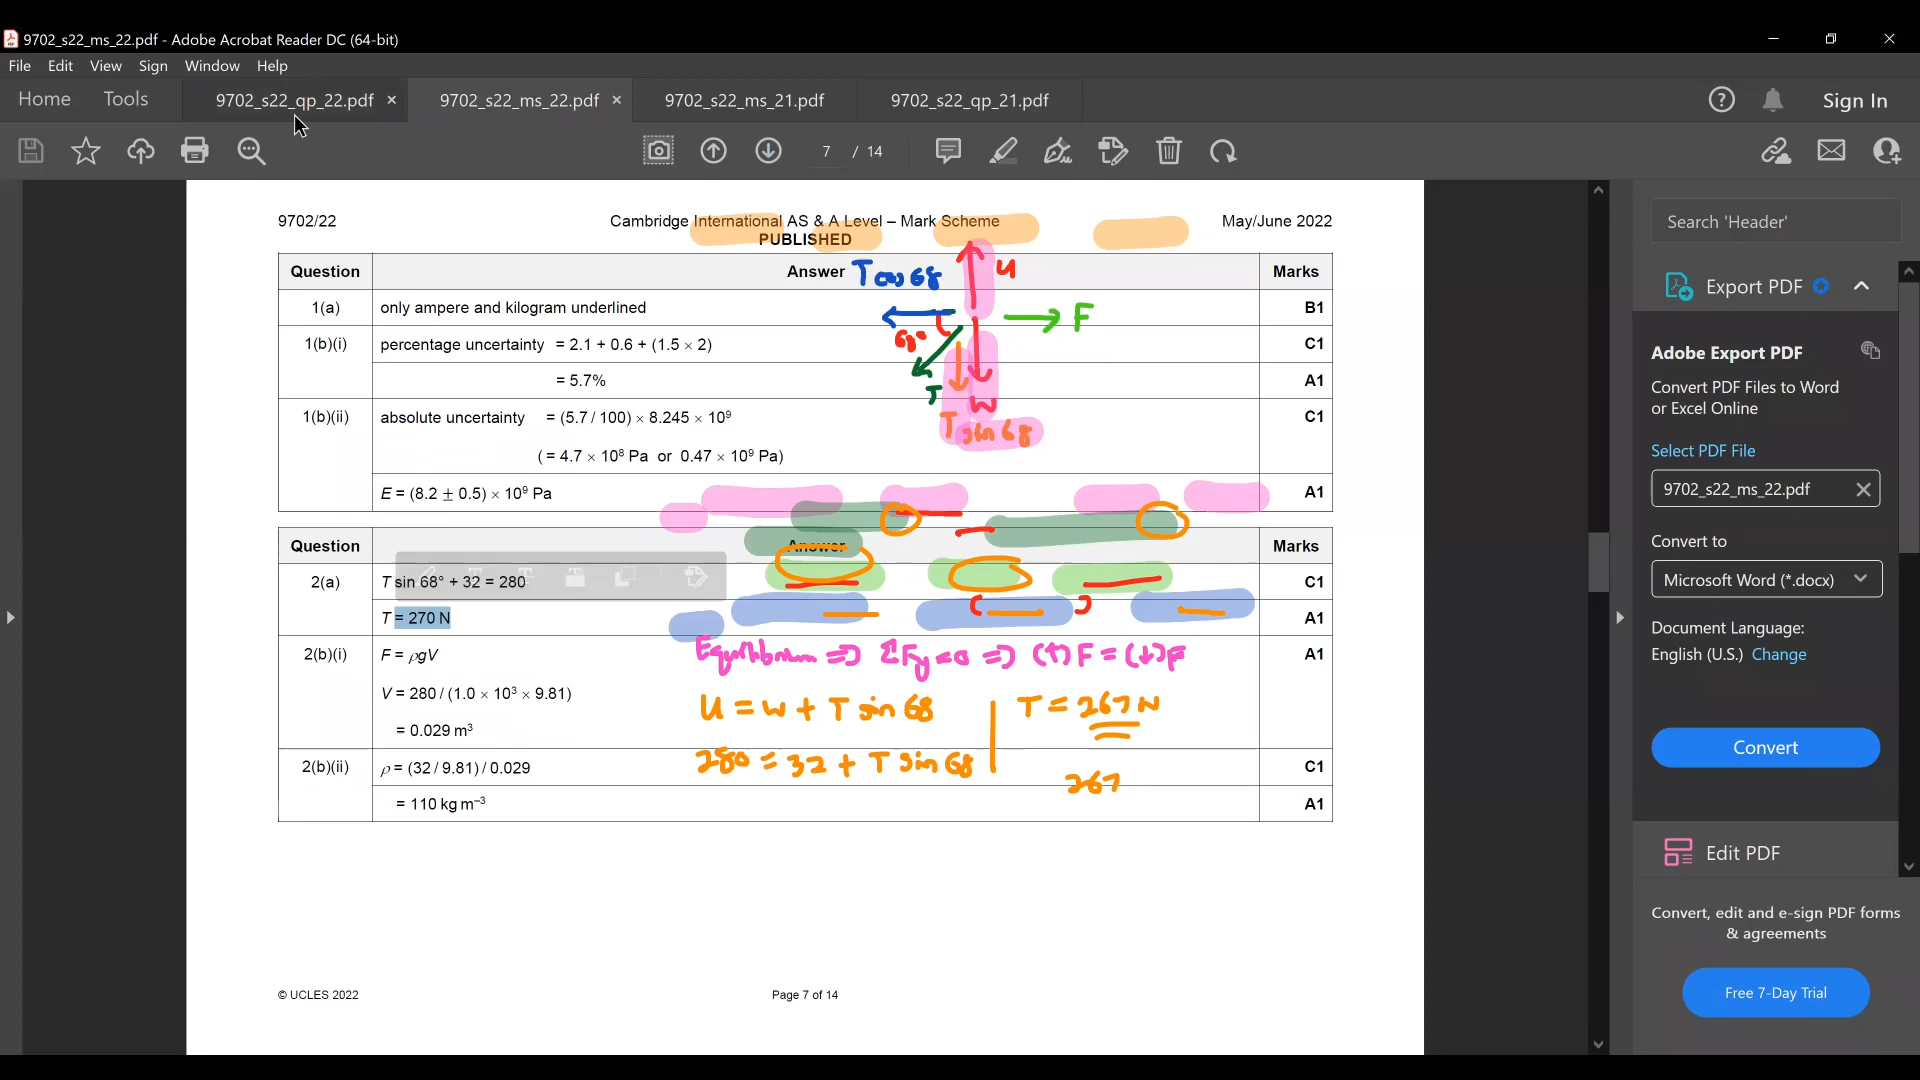 9702_s22_ms_22.pdf - Adobe Acrobat Reader DC (64-bit)
File Edit View Sign Window Help
Home Tools 9702_s22_qp_22.pdf × 9702_s22_ms_22.pdf × 9702_s22_ms_21.pdf 9702_s22_qp_21.pdf Sign In
7 / 14
9702/22 Cambridge International AS & A Level – Mark Scheme May/June 2022
PUBLISHED
Question Answer Marks
T cos 68 U
1(a) only ampere and kilogram underlined B1
F
68°
1(b)(i) percentage uncertainty = 2.1 + 0.6 + (1.5 × 2) C1
= 5.7% A1
T W
1(b)(ii) absolute uncertainty = (5.7 / 100) × 8.245 × 10⁹ C1
T sin 68
( = 4.7 × 10⁸ Pa or 0.47 × 10⁹ Pa)
E = (8.2 ± 0.5) × 10⁹ Pa A1
Question Answer Marks
2(a) T sin 68° + 32 = 280 C1
T = 270 N A1
2(b)(i) F = ρgV A1
Equilibrium => ΣFy=0 => (↑)F = (↓)F
V = 280 / (1.0 × 10³ × 9.81)
U = W + T sin 68 T = 267 N
= 0.029 m³
2(b)(ii) ρ = (32 / 9.81) / 0.029 C1
280 = 32 + T sin 68
267
= 110 kg m⁻³ A1
© UCLES 2022 Page 7 of 14
Search 'Header'
Export PDF
Adobe Export PDF
Convert PDF Files to Word
or Excel Online
Select PDF File
9702_s22_ms_22.pdf
Convert to
Microsoft Word (*.docx)
Document Language:
English (U.S.) Change
Convert
Edit PDF
Convert, edit and e-sign PDF forms
& agreements
Free 7-Day Trial